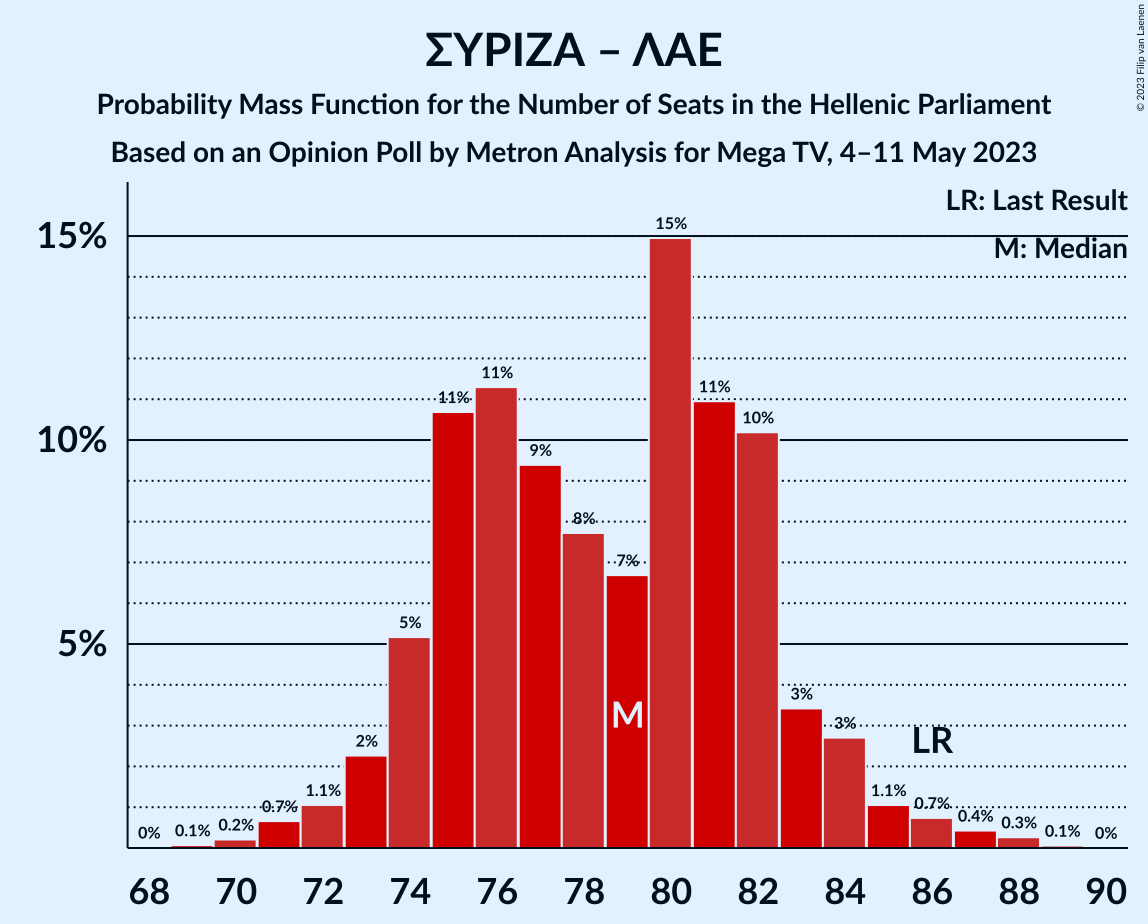 ΣΥΡΙΖΑ – ΛΑΕ
Probability Mass Function for the Number of Seats in the Hellenic Parliament
Based on an Opinion Poll by Metron Analysis for Mega TV, 4–11 May 2023
© 2023 Filip van Laenen
LR: Last Result
M: Median
15%
10%
5%
0%
0.1%
0.2%
0.7%
1.1%
2%
5%
11%
11%
9%
8%
7%
15%
11%
10%
3%
3%
1.1%
0.7%
0.4%
0.3%
0.1%
0%
M
LR
68 70 72 74 76 78 80 82 84 86 88 90